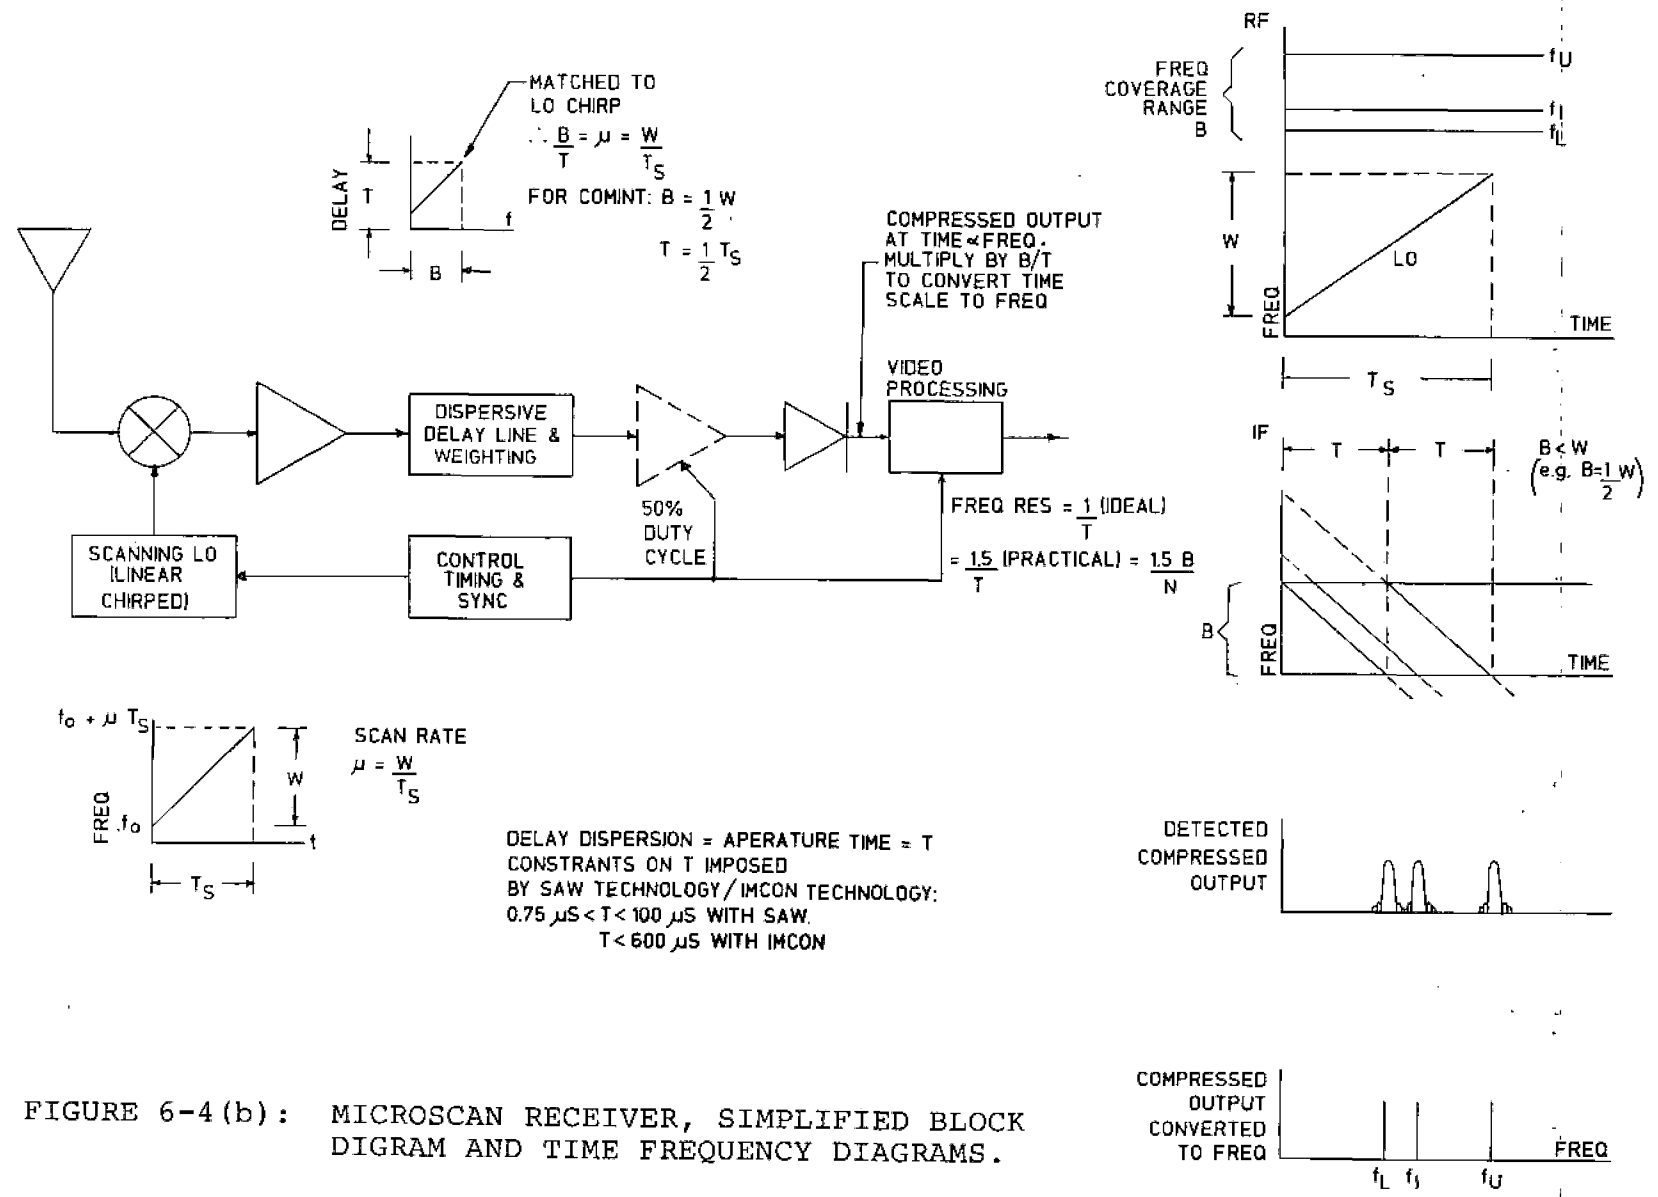 MATCHED TO
LO CHIRP
∴ B/T = μ = W/TS
FOR COMINT: B = 1/2 W
T = 1/2 TS
DELAY
T
f
B
COMPRESSED OUTPUT
AT TIME ∝ FREQ.
MULTIPLY BY B/T
TO CONVERT TIME
SCALE TO FREQ
VIDEO
PROCESSING
DISPERSIVE
DELAY LINE &
WEIGHTING
50%
DUTY
CYCLE
FREQ RES = 1/T (IDEAL)
= 1.5/T (PRACTICAL) = 1.5 B/N
SCANNING LO
(LINEAR
CHIRPED)
CONTROL
TIMING &
SYNC
fo + μ TS
FREQ
fo
W
t
TS
SCAN RATE
μ = W/TS
DELAY DISPERSION = APERATURE TIME = T
CONSTRANTS ON T IMPOSED
BY SAW TECHNOLOGY/IMCON TECHNOLOGY:
0.75 μS < T < 100 μS WITH SAW.
T < 600 μS WITH IMCON
RF
FREQ
COVERAGE
RANGE
B
fU
fI
fL
W
LO
FREQ
TIME
TS
IF
T
T
B < W
(e.g. B = 1/2 W)
B
FREQ
TIME
DETECTED
COMPRESSED
OUTPUT
COMPRESSED
OUTPUT
CONVERTED
TO FREQ
FREQ
fL fI fU
FIGURE 6-4(b): MICROSCAN RECEIVER, SIMPLIFIED BLOCK
DIGRAM AND TIME FREQUENCY DIAGRAMS.